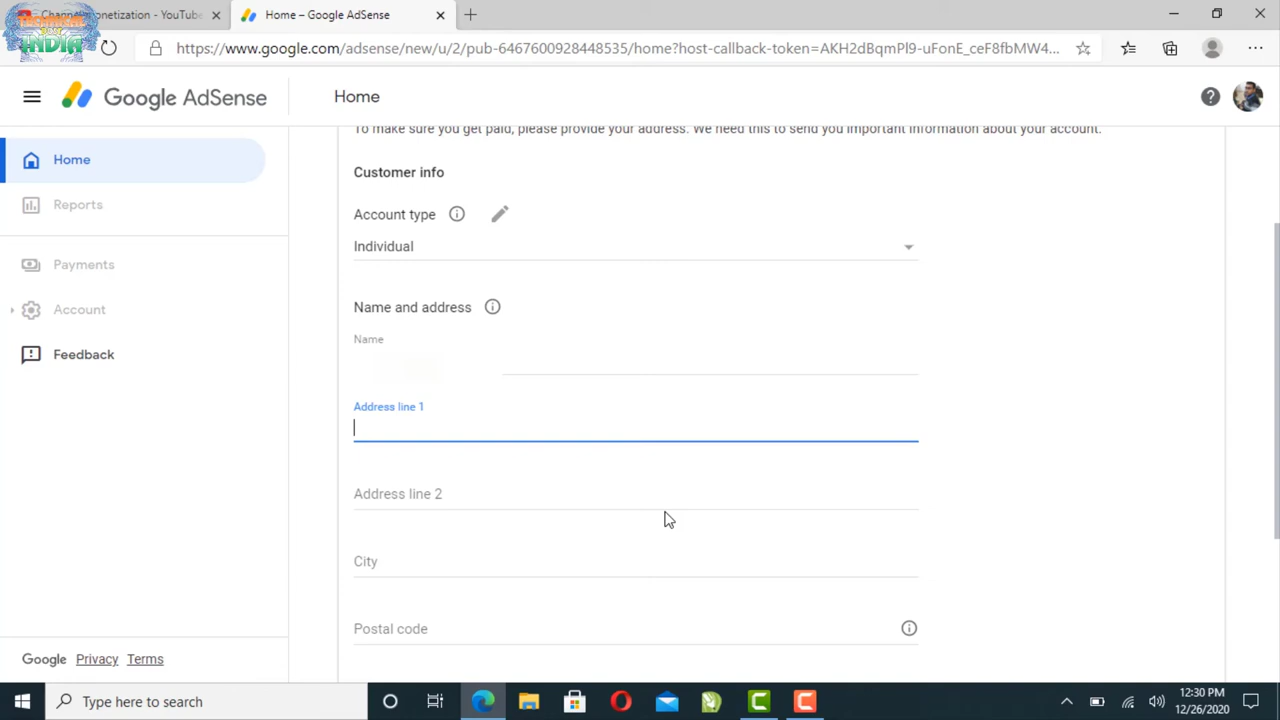 Channel monetization - YouTube
Home – Google AdSense
https://www.google.com/adsense/new/u/2/pub-6467600928448535/home?host-callback-token=AKH2dBqmPl9-uFonE_ceF8fbMW4...
Google AdSense
Home
To make sure you get paid, please provide your address. We need this to send you important information about your account.
Home
Reports
Payments
Account
Feedback
Customer info
Account type
Individual
Name and address
Name
Address line 1
Address line 2
City
Postal code
Google Privacy Terms
Type here to search
12:30 PM
12/26/2020